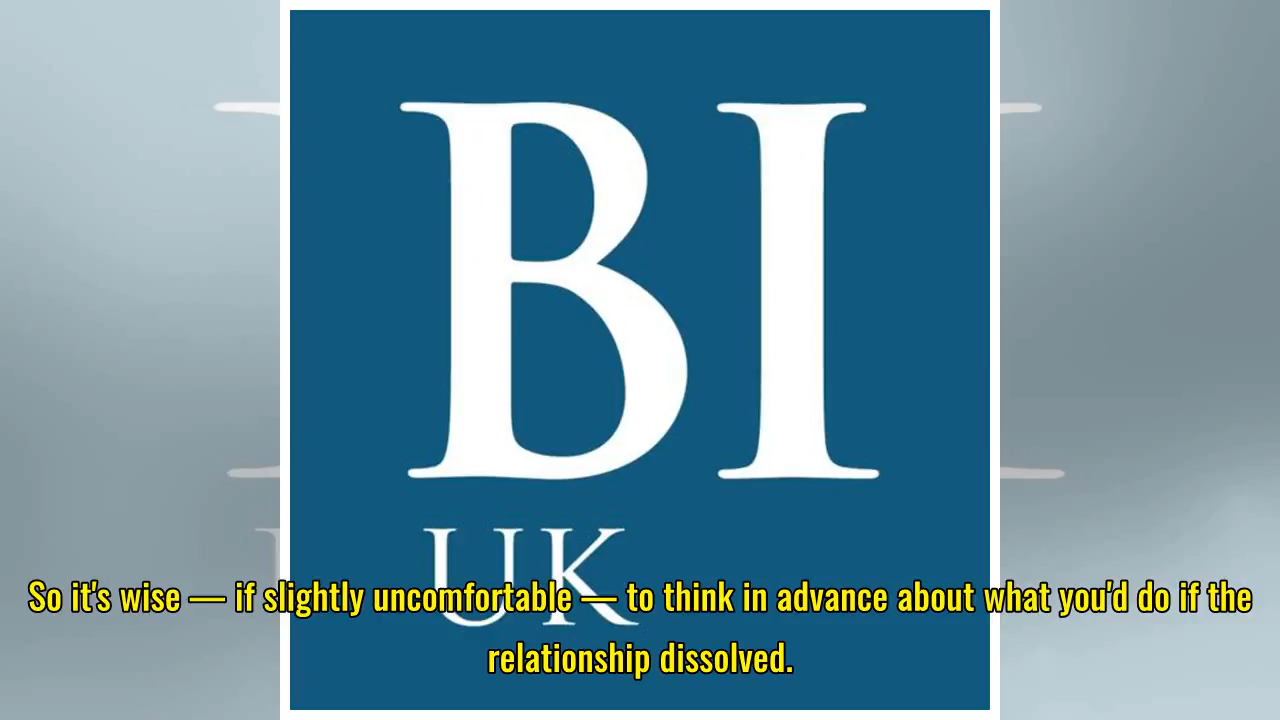 BI
UK
So it's wise — if slightly uncomfortable — to think in advance about what you'd do if the
relationship dissolved.